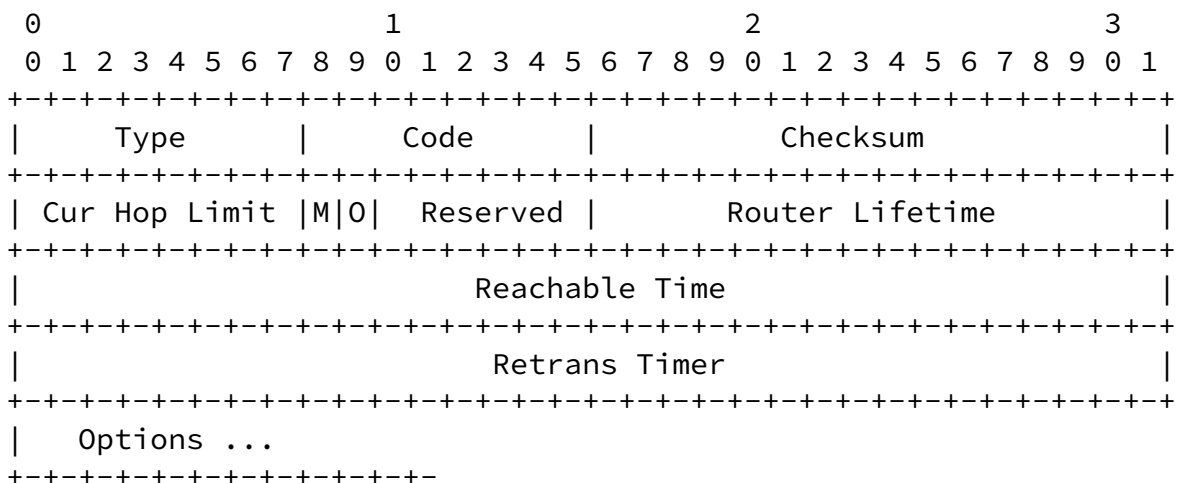 0                   1                   2                   3
 0 1 2 3 4 5 6 7 8 9 0 1 2 3 4 5 6 7 8 9 0 1 2 3 4 5 6 7 8 9 0 1
+-+-+-+-+-+-+-+-+-+-+-+-+-+-+-+-+-+-+-+-+-+-+-+-+-+-+-+-+-+-+-+-+
|     Type      |     Code      |          Checksum             |
+-+-+-+-+-+-+-+-+-+-+-+-+-+-+-+-+-+-+-+-+-+-+-+-+-+-+-+-+-+-+-+-+
| Cur Hop Limit |M|O|  Reserved |       Router Lifetime         |
+-+-+-+-+-+-+-+-+-+-+-+-+-+-+-+-+-+-+-+-+-+-+-+-+-+-+-+-+-+-+-+-+
|                         Reachable Time                        |
+-+-+-+-+-+-+-+-+-+-+-+-+-+-+-+-+-+-+-+-+-+-+-+-+-+-+-+-+-+-+-+-+
|                          Retrans Timer                        |
+-+-+-+-+-+-+-+-+-+-+-+-+-+-+-+-+-+-+-+-+-+-+-+-+-+-+-+-+-+-+-+-+
|   Options ...
+-+-+-+-+-+-+-+-+-+-+-+-